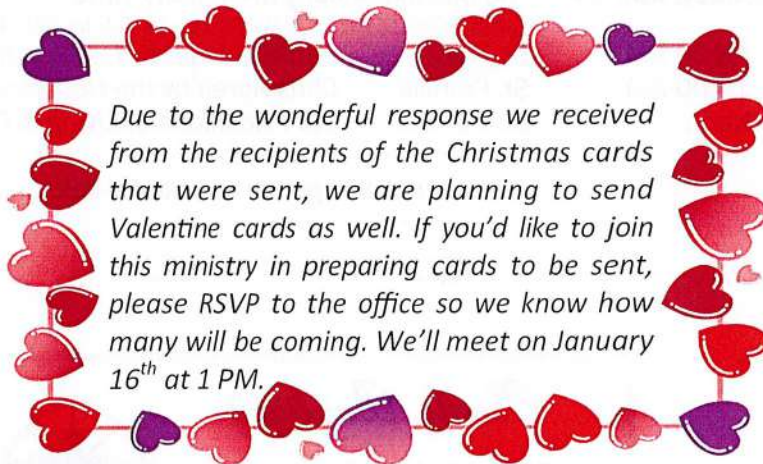 Due to the wonderful response we received
from the recipients of the Christmas cards
that were sent, we are planning to send
Valentine cards as well. If you'd like to join
this ministry in preparing cards to be sent,
please RSVP to the office so we know how
many will be coming. We'll meet on January
16th at 1 PM.